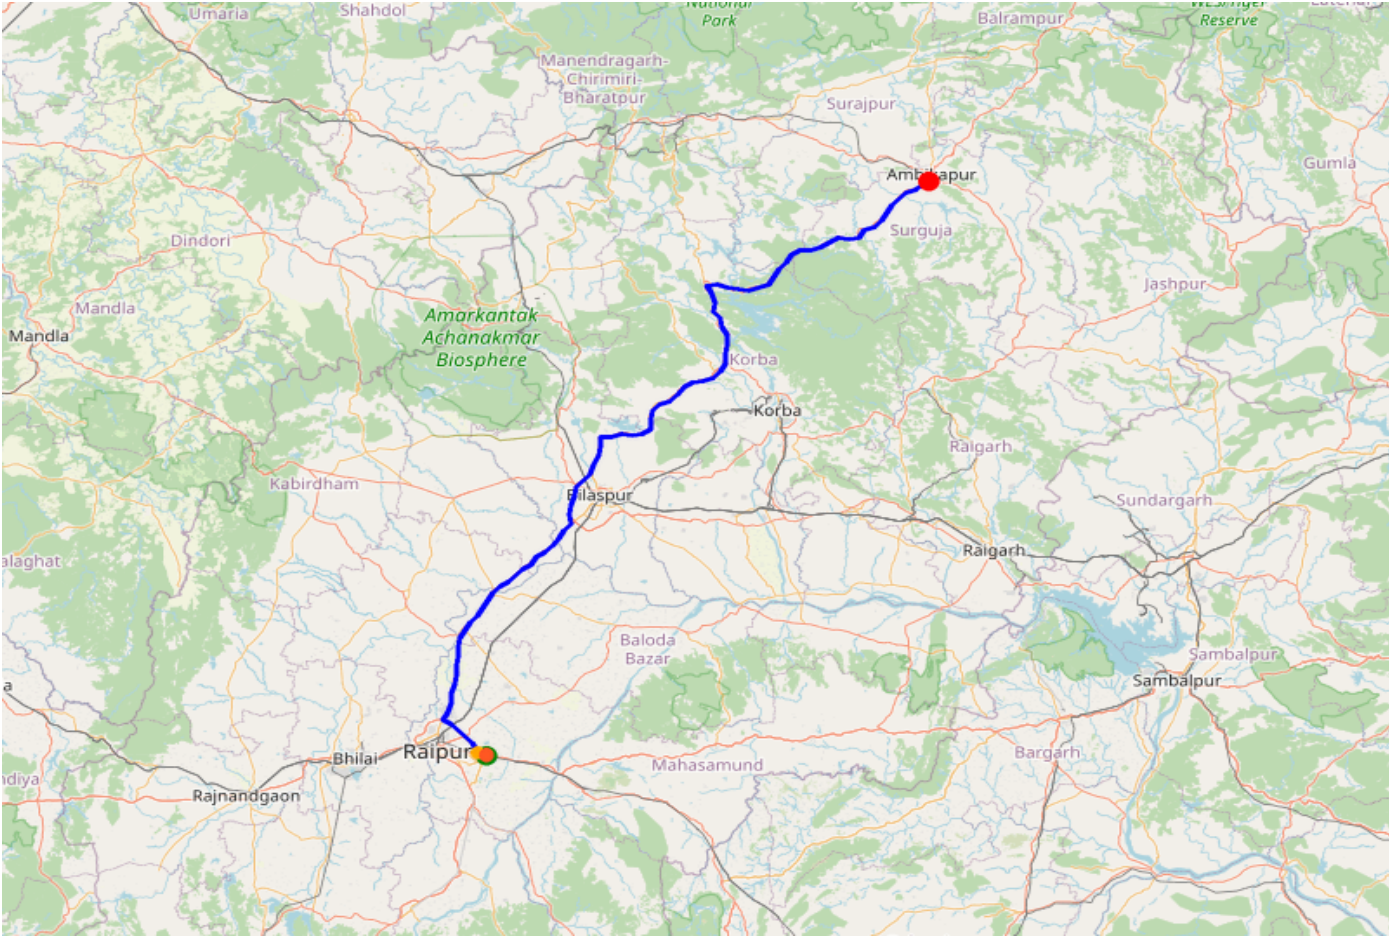 Umaria
Shahdol
National
Park
Balrampur
Reserve
Manendragarh-
Chirimiri-
Bharatpur
Surajpur
Gumla
Ambikapur
Surguja
Dindori
Mandla
Mandla
Jashpur
Amarkantak
Achanakmar
Biosphere
Korba
Korba
Raigarh
Kabirdham
Bilaspur
Sundargarh
alaghat
Raigarh
Baloda
Bazar
Sambalpur
Sambalpur
a
Raipur
Bhilai
Mahasamund
Bargarh
ndiya
Rajnandgaon